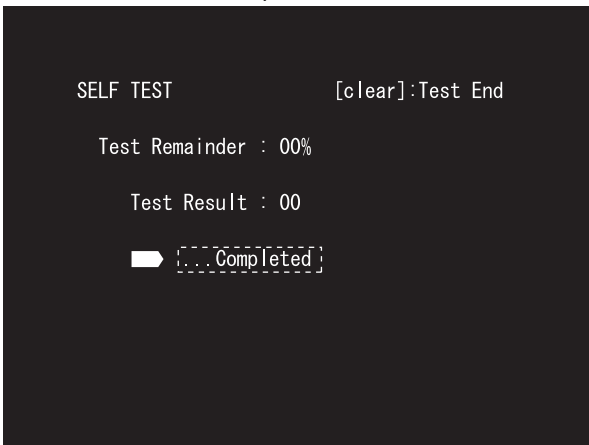 SELF TEST [clear]:Test End
Test Remainder : 00%
Test Result : 00
...Completed